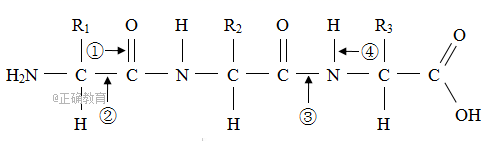 R1 O H R2 O H R3 O
① ④
H2N C C N C C N C C
@正确教育
② ③ OH
H H H